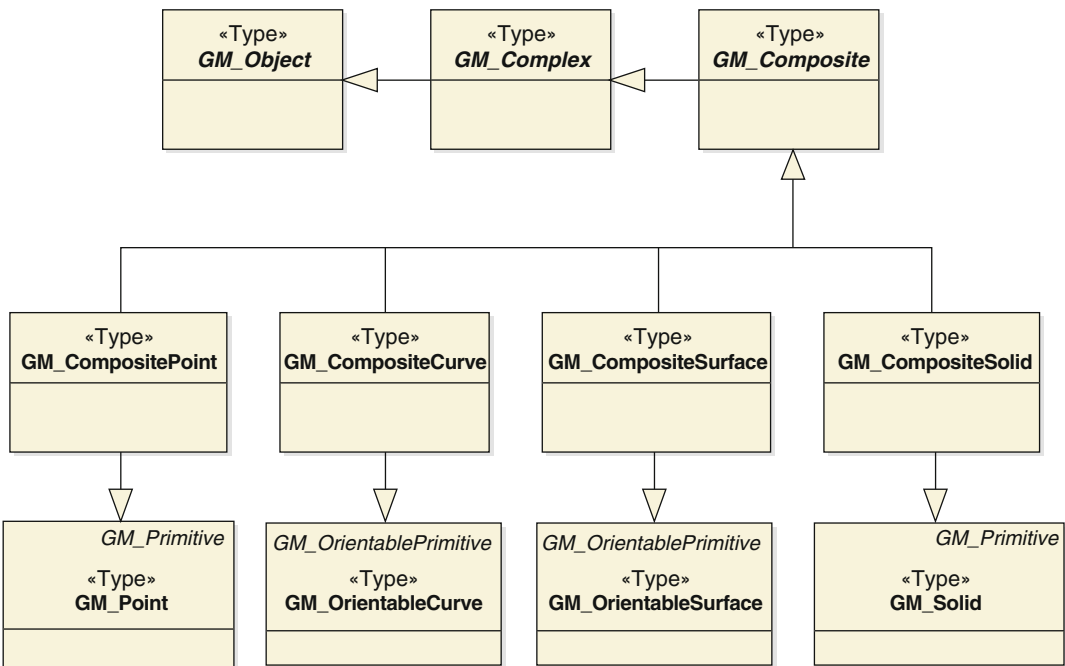 «Type»
GM_Object
«Type»
GM_Complex
«Type»
GM_Composite
«Type»
GM_CompositePoint
«Type»
GM_CompositeCurve
«Type»
GM_CompositeSurface
«Type»
GM_CompositeSolid
GM_Primitive
«Type»
GM_Point
GM_OrientablePrimitive
«Type»
GM_OrientableCurve
GM_OrientablePrimitive
«Type»
GM_OrientableSurface
GM_Primitive
«Type»
GM_Solid